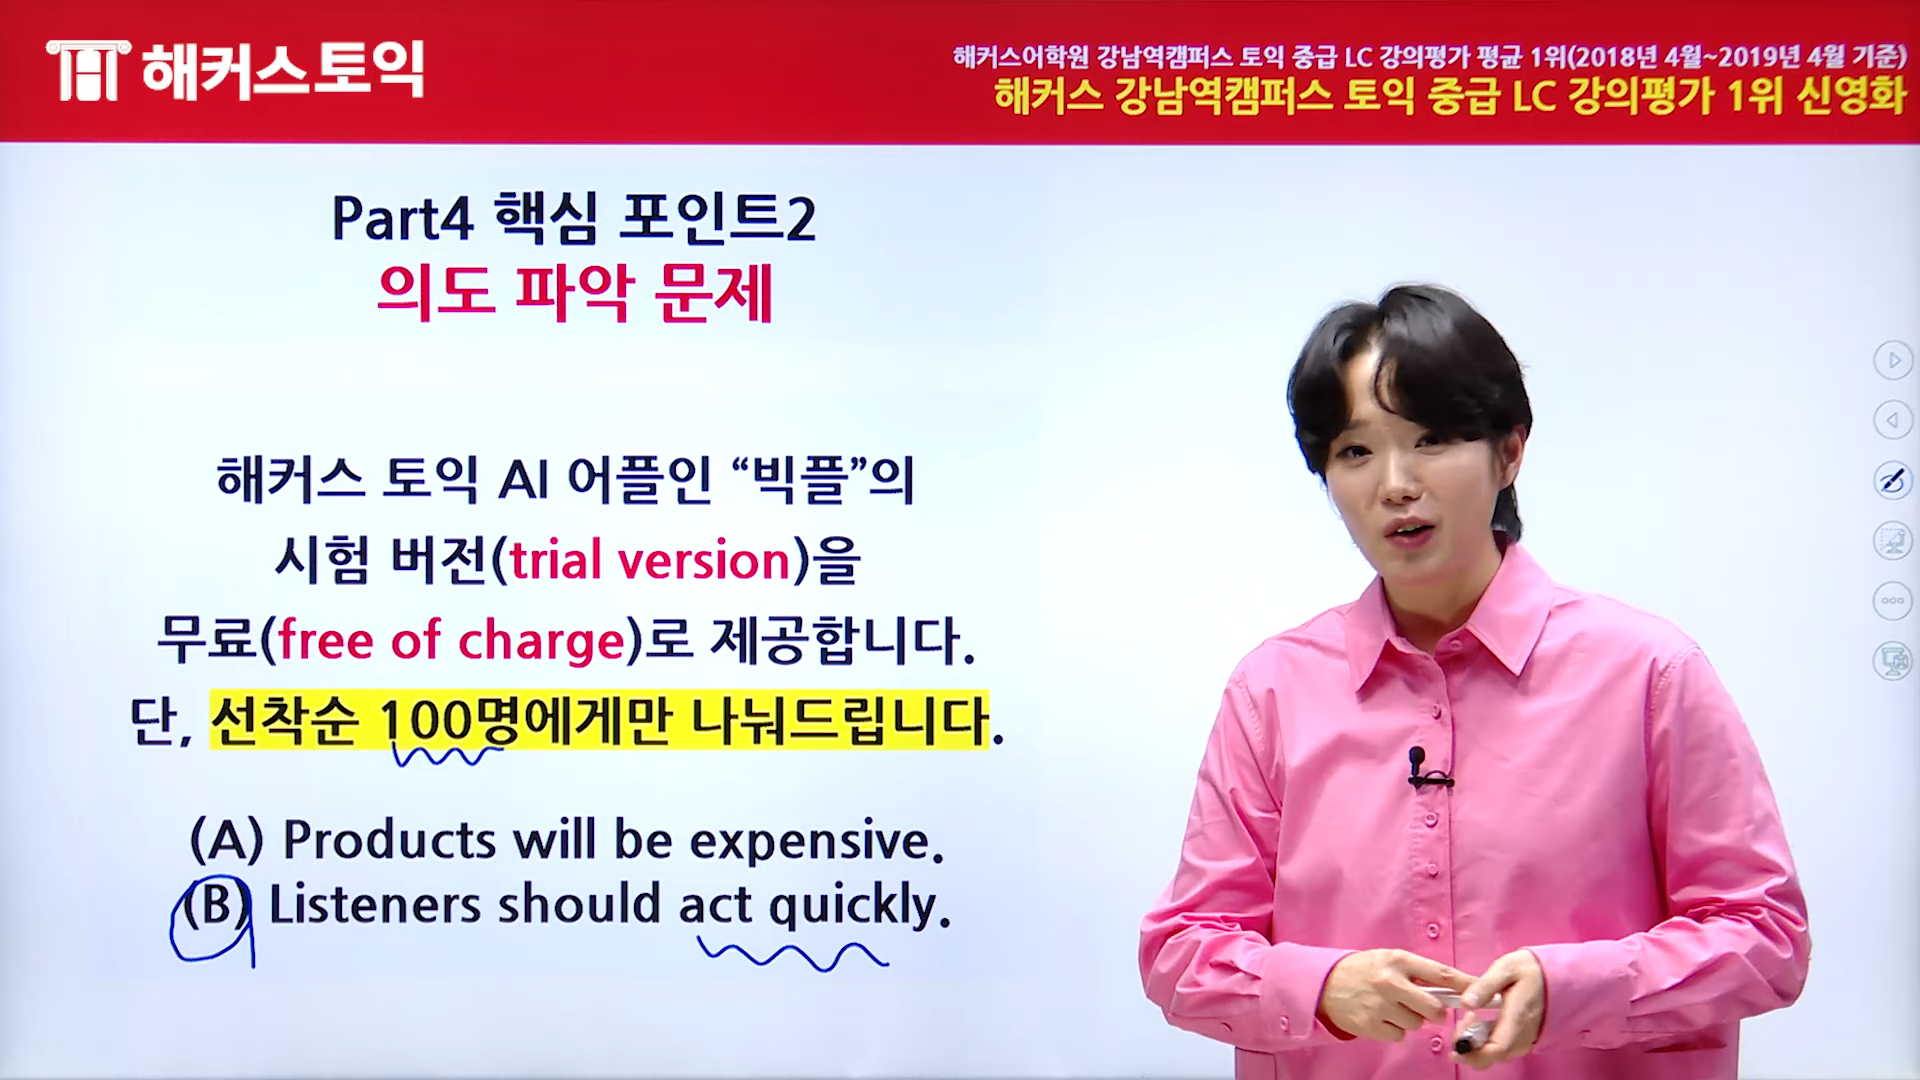 해커스토익
해커스어학원 강남역캠퍼스 토익 중급 LC 강의평가 평균 1위(2018년 4월~2019년 4월 기준)
해커스 강남역캠퍼스 토익 중급 LC 강의평가 1위 신영화
Part4 핵심 포인트2
의도 파악 문제
해커스 토익 AI 어플인 “빅플”의
시험 버전(trial version)을
무료(free of charge)로 제공합니다.
단, 선착순 100명에게만 나눠드립니다.
(A) Products will be expensive.
(B) Listeners should act quickly.